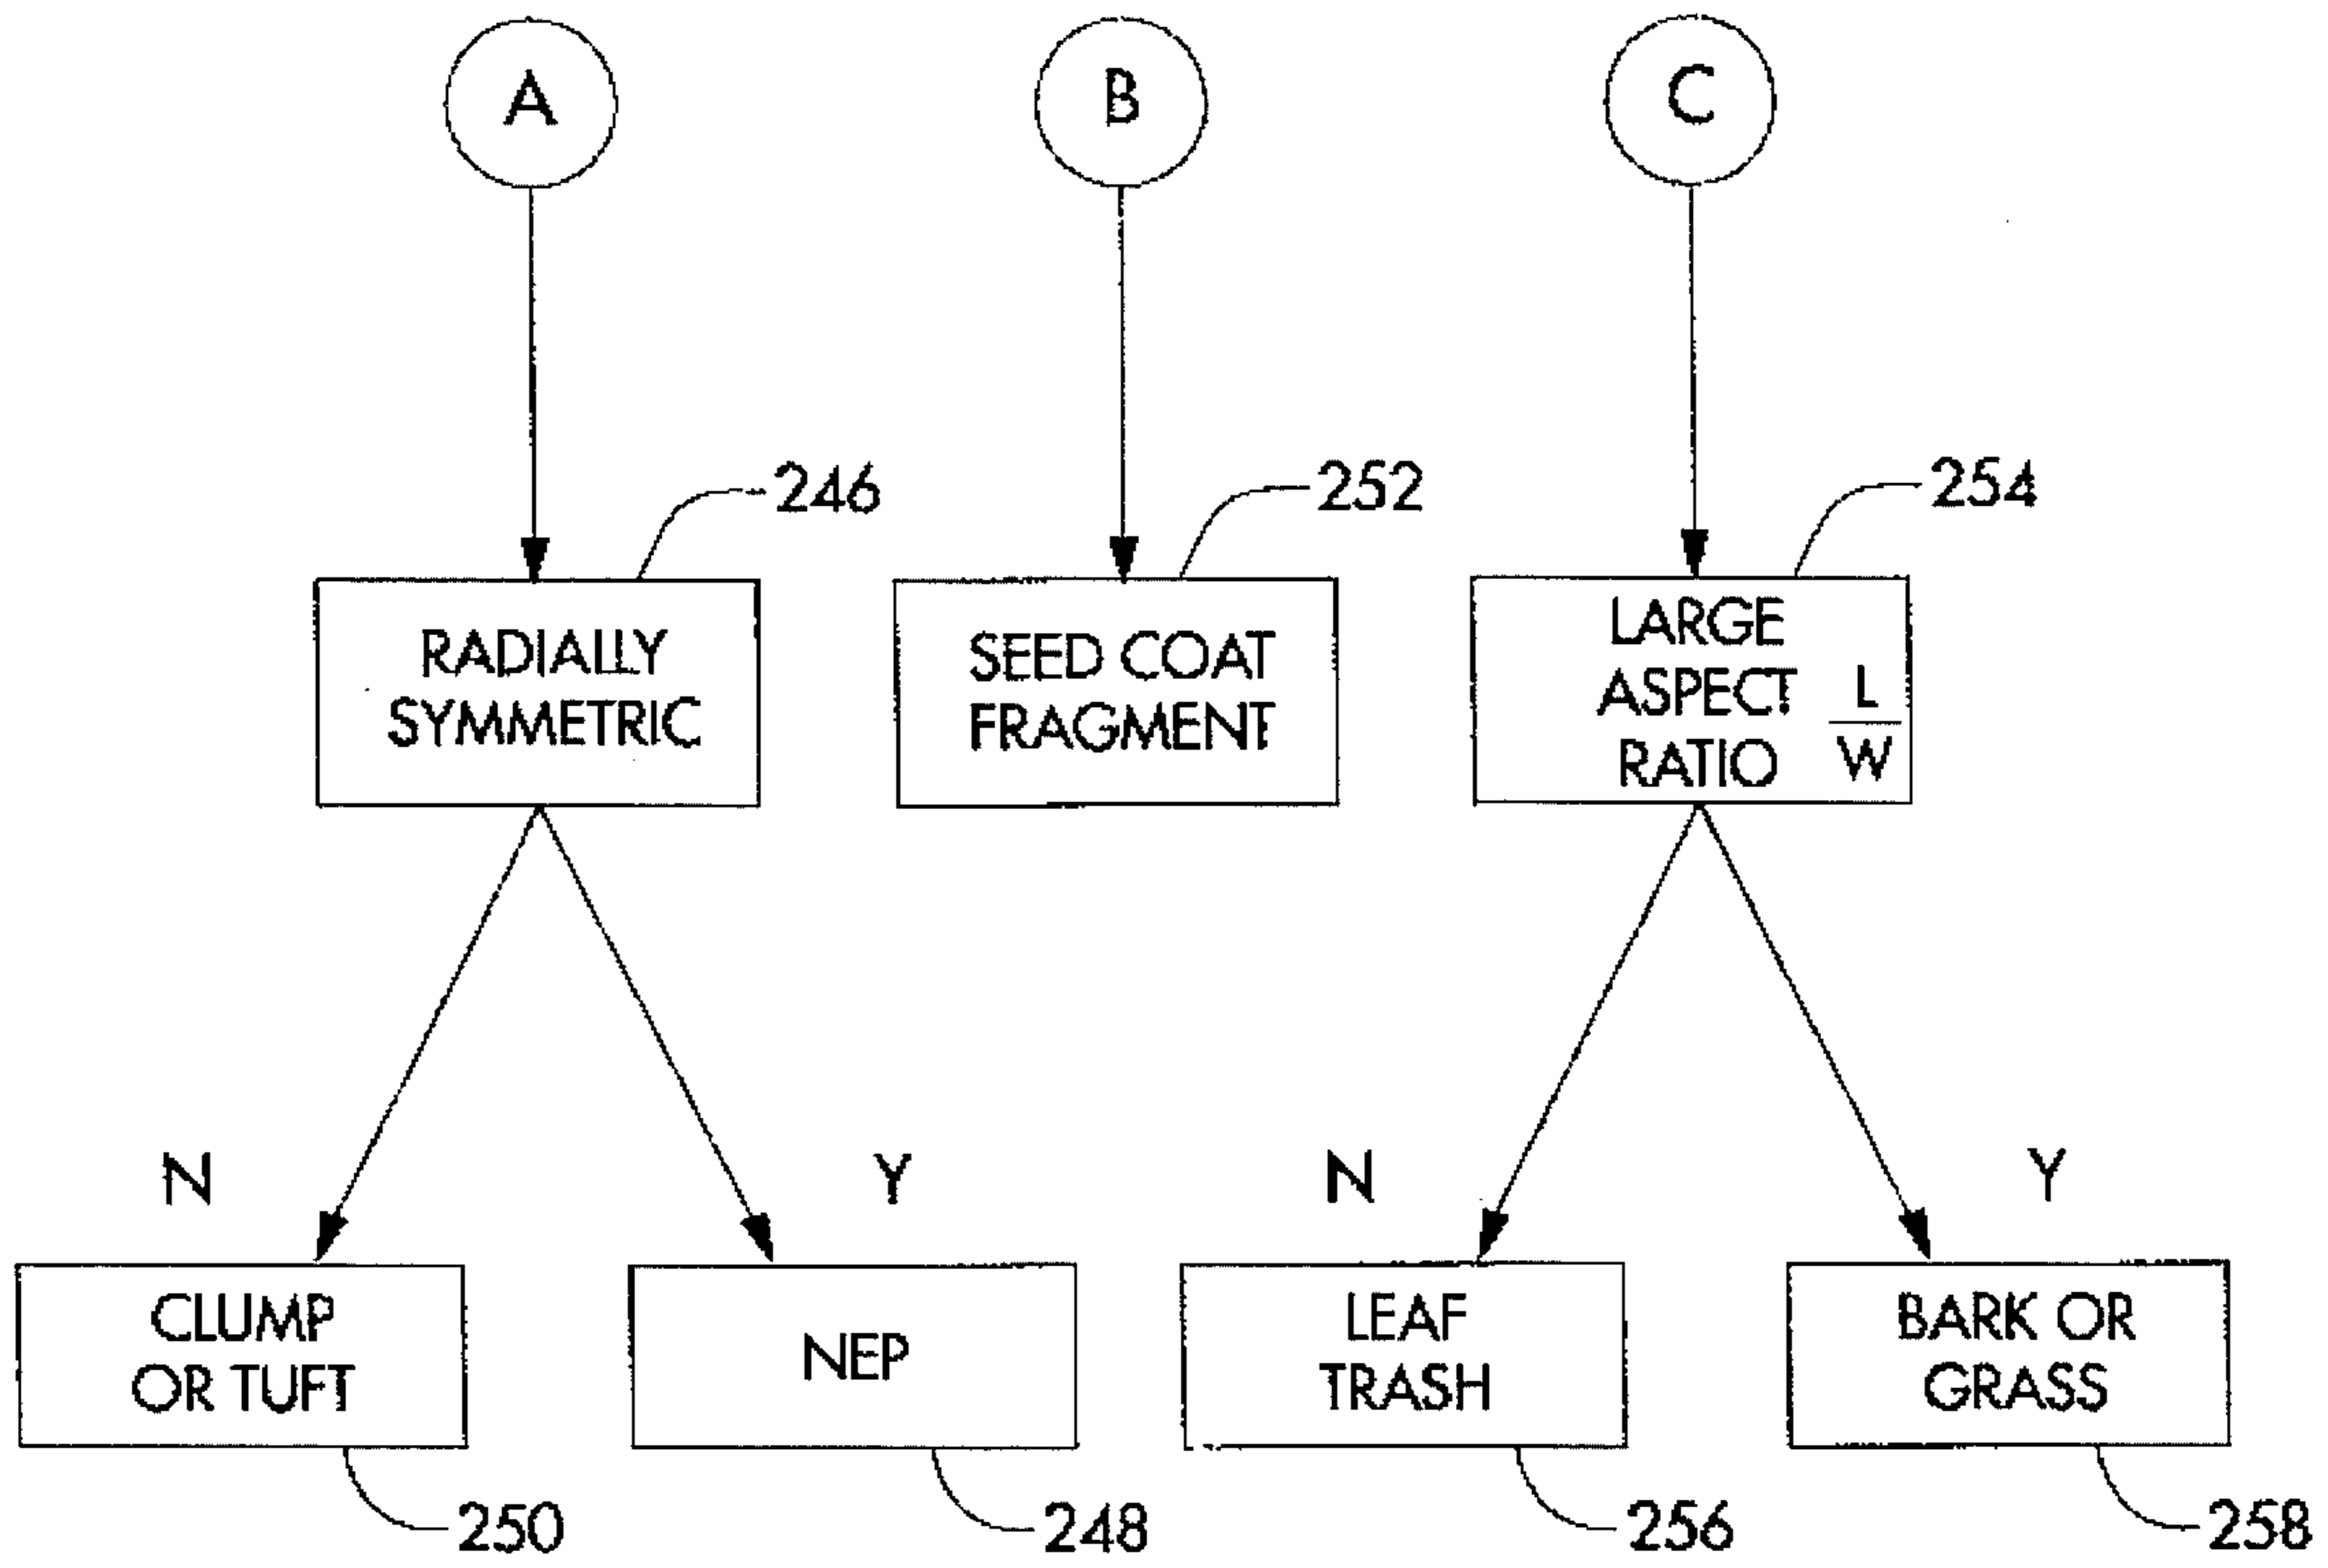 A
B
C
246
252
254
RADIALLY
SYMMETRIC
SEED COAT
FRAGMENT
LARGE
ASPECT
RATIO
L
W
N
Y
N
Y
CLUMP
OR TUFT
NEP
LEAF
TRASH
BARK OR
GRASS
250
248
256
258